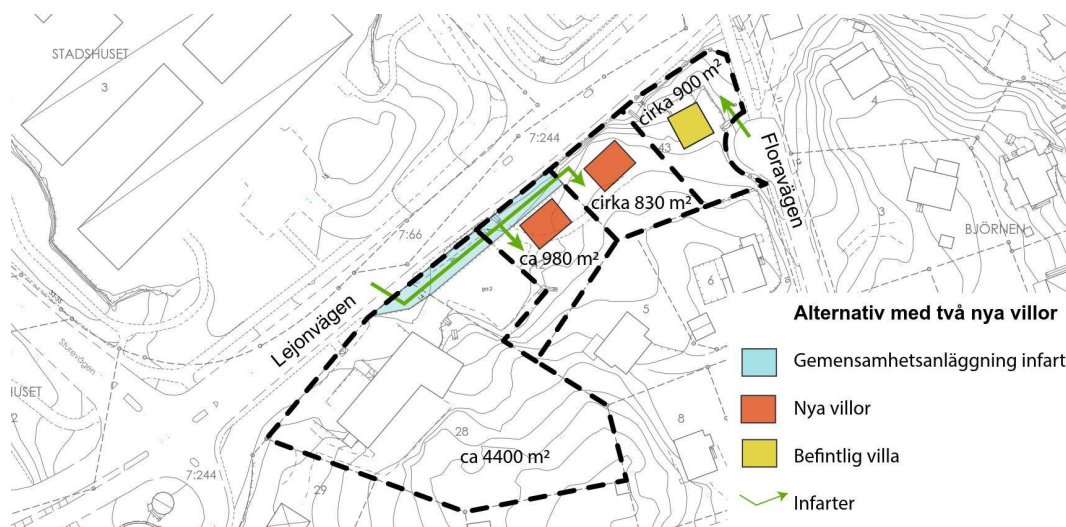 STADSHUSET
3
7:244
cirka 900 m²
4
43
Floravägen
cirka 830 m²
3
7:66
BJÖRNEN
ca 980 m²
6
5
Lejonvägen
Sturevägen
HUSET
2
28
8
ca 4400 m²
7:244
29
Alternativ med två nya villor
Gemensamhetsanläggning infart
Nya villor
Befintlig villa
Infarter